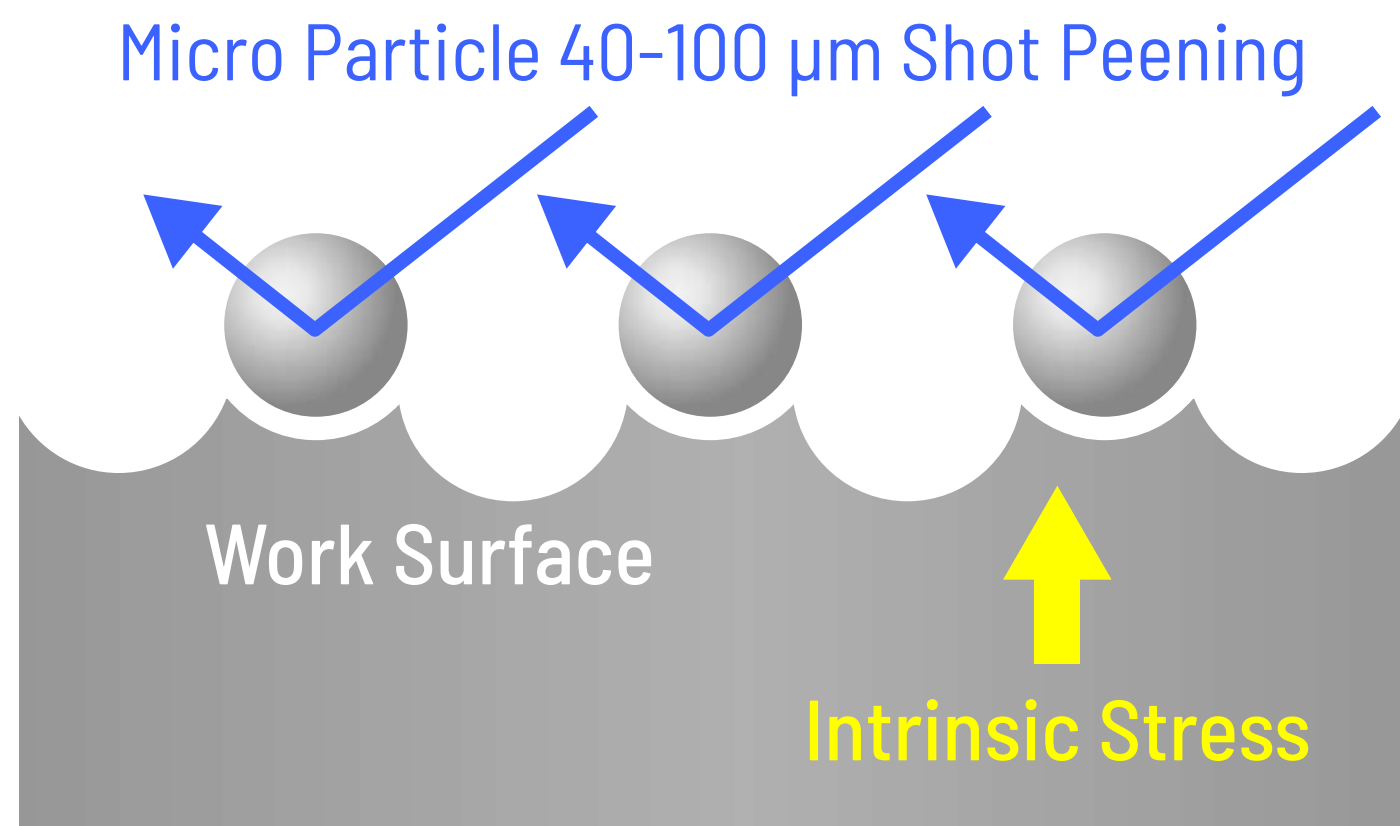 Micro Particle 40–100 µm Shot Peening
Work Surface
Intrinsic Stress